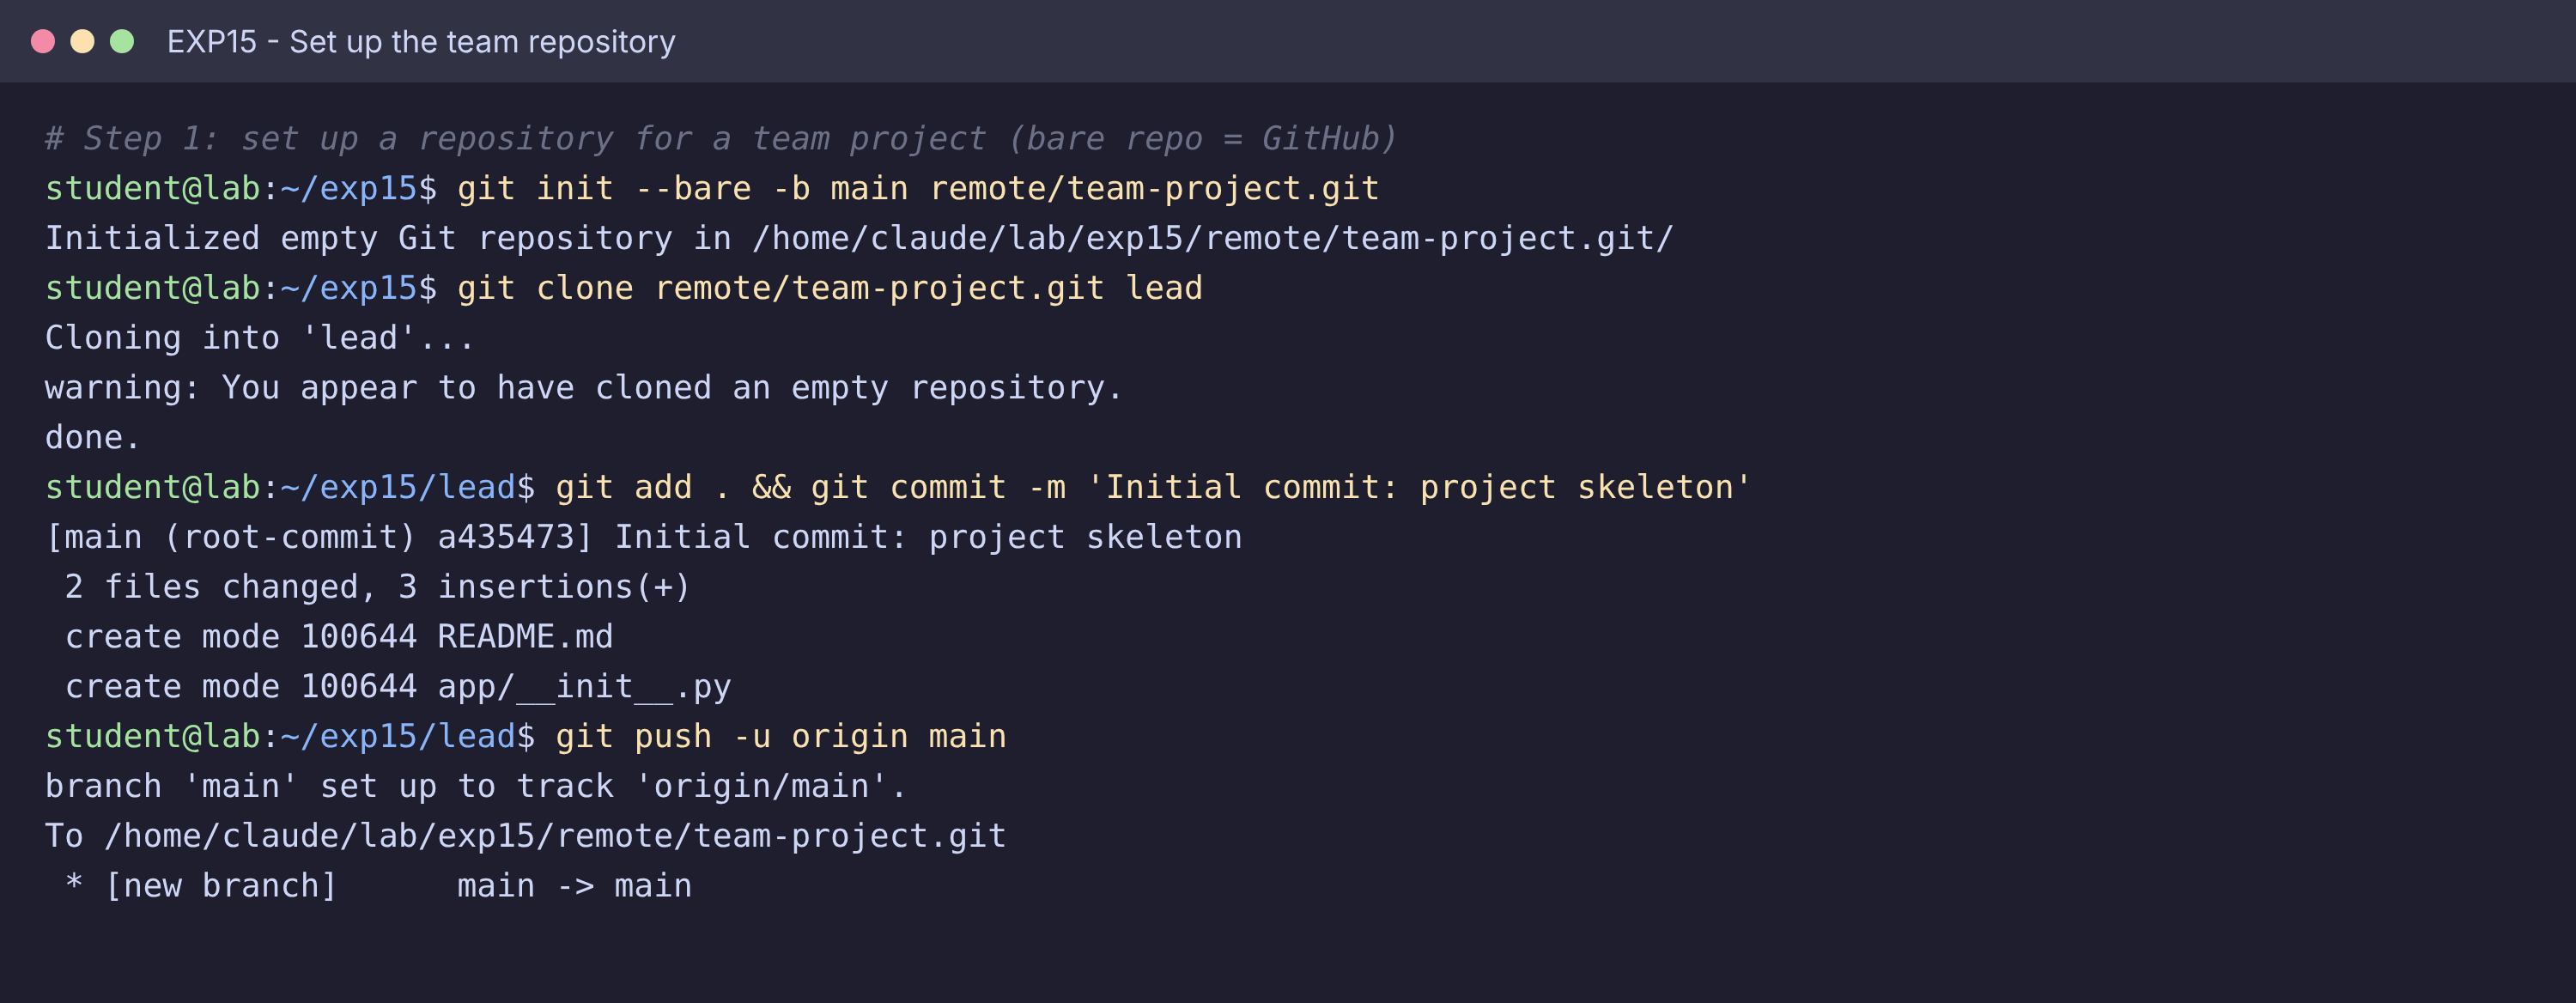 EXP15 - Set up the team repository
# Step 1: set up a repository for a team project (bare repo = GitHub)
student@lab:~/exp15$ git init --bare -b main remote/team-project.git
Initialized empty Git repository in /home/claude/lab/exp15/remote/team-project.git/
student@lab:~/exp15$ git clone remote/team-project.git lead
Cloning into 'lead'...
warning: You appear to have cloned an empty repository.
done.
student@lab:~/exp15/lead$ git add . && git commit -m 'Initial commit: project skeleton'
[main (root-commit) a435473] Initial commit: project skeleton
 2 files changed, 3 insertions(+)
 create mode 100644 README.md
 create mode 100644 app/__init__.py
student@lab:~/exp15/lead$ git push -u origin main
branch 'main' set up to track 'origin/main'.
To /home/claude/lab/exp15/remote/team-project.git
 * [new branch]      main -> main